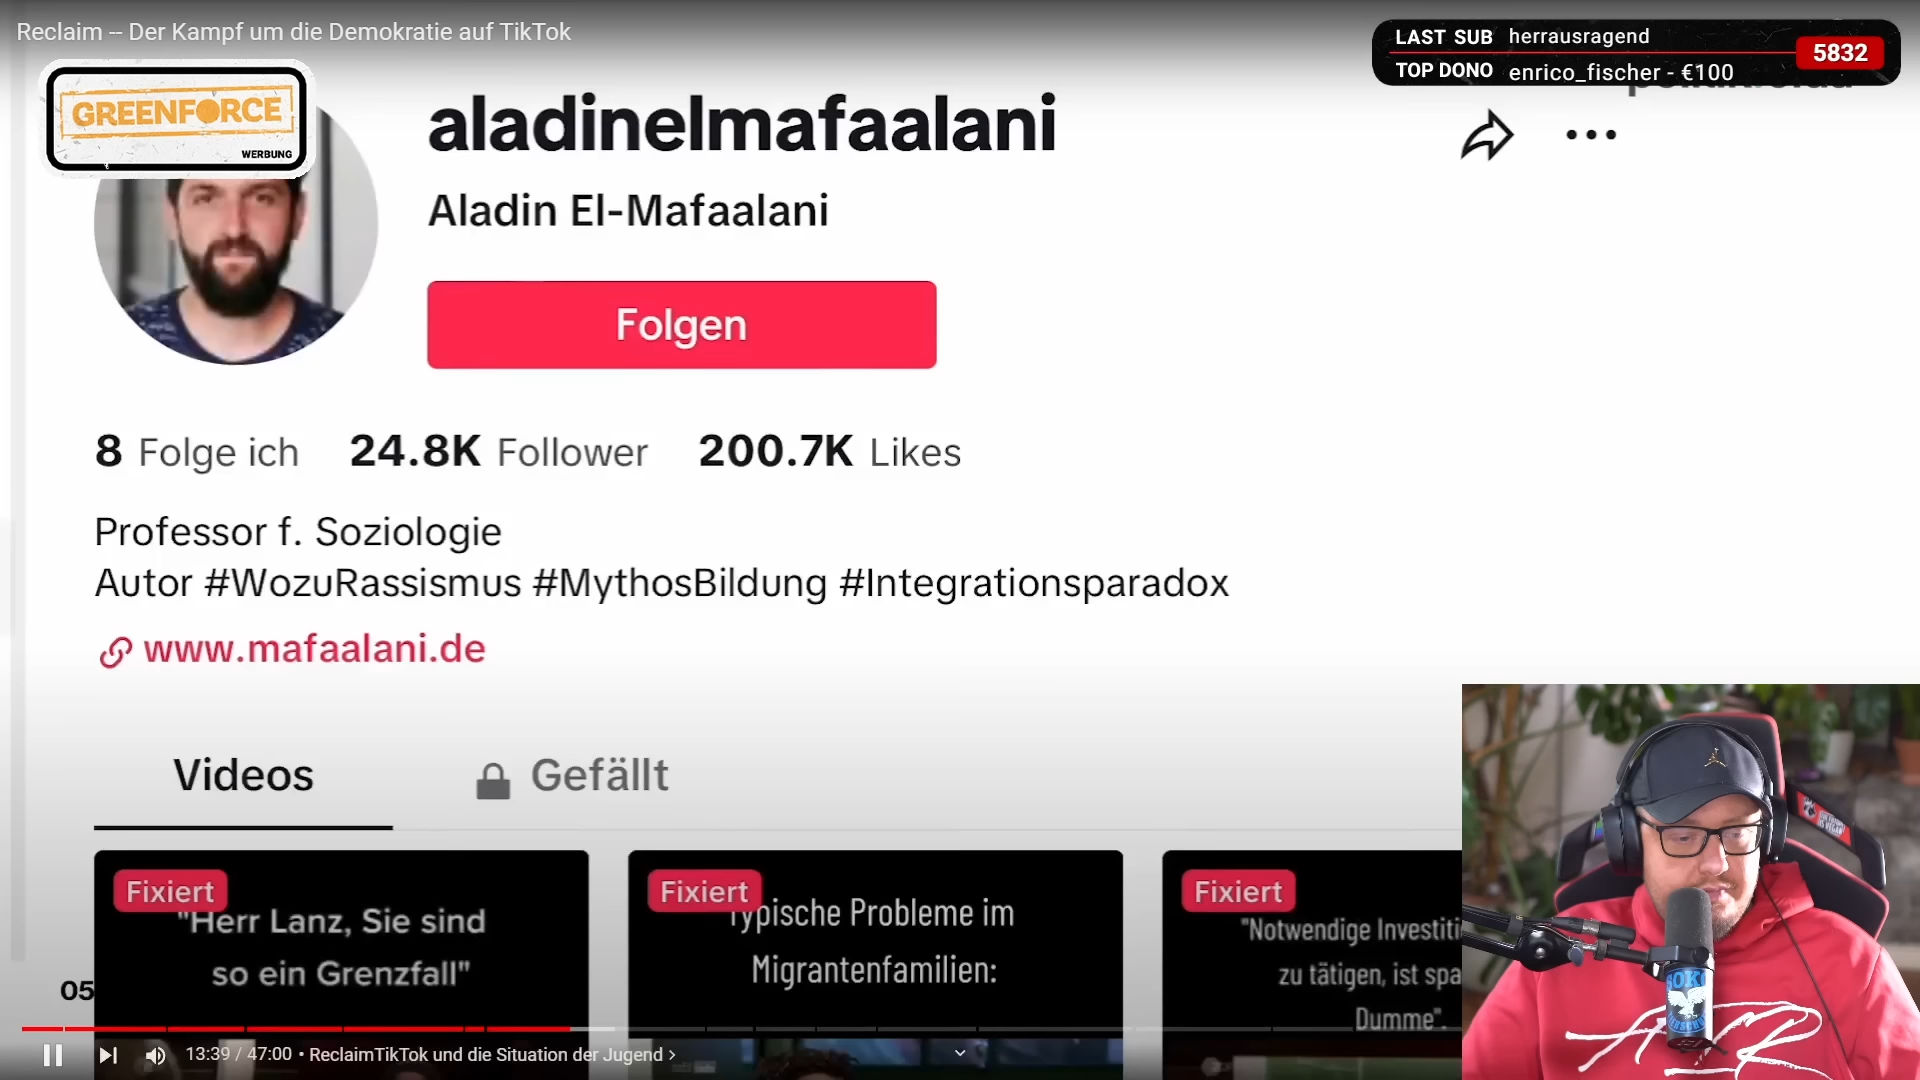 Reclaim -- Der Kampf um die Demokratie auf TikTok
LAST SUB herrausragend
5832
TOP DONO enrico_fischer - €100
GREENFORCE
WERBUNG
aladinelmafaalani
Aladin El-Mafaalani
Folgen
8 Folge ich 24.8K Follower 200.7K Likes
Professor f. Soziologie
Autor #WozuRassismus #MythosBildung #Integrationsparadox
www.mafaalani.de
Videos Gefällt
Fixiert
"Herr Lanz, Sie sind
so ein Grenzfall"
Fixiert
Typische Probleme im
Migrantenfamilien:
Fixiert
"Notwendige Investiti
zu tätigen, ist spa
Dumme".
05
13:39 / 47:00 • ReclaimTikTok und die Situation der Jugend >
SOKO